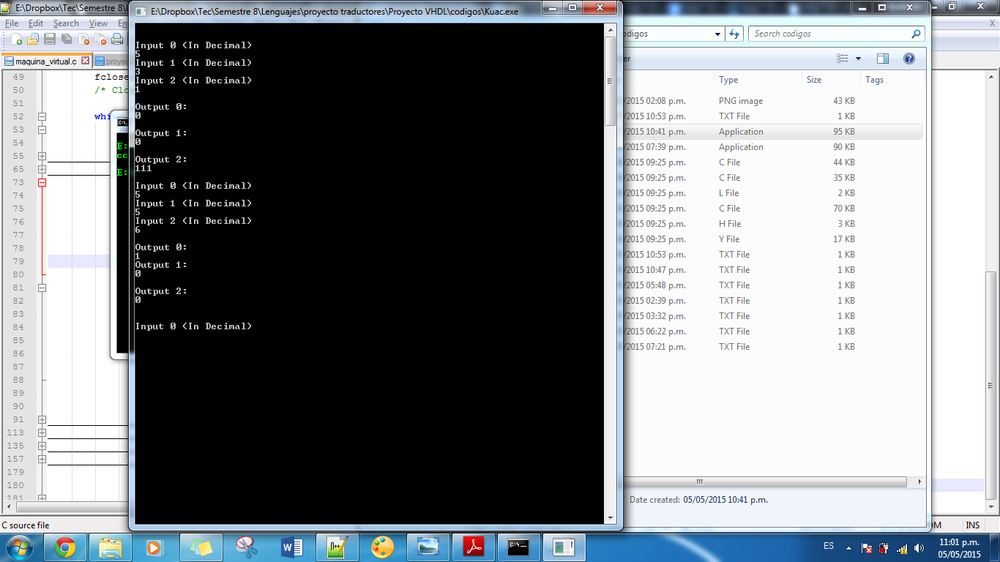 E:\Dropbox\Tec\Semestre 8\
E:\Dropbox\Tec\Semestre 8\Lenguajes\proyecto traductores\Proyecto VHDL\codigos\Kuac.exe
File Edit Search View
maquina_virtual.c
49 fclose
50 /*
51
52
53
54
55
65
73
74
75
76
77
78
79
80
81
82
83
84
85
86
87
88
89
90
91
113
135
157
179
180
181
C source file
E:
cc
E:
C:\.
Input 0 (In Decimal)
5
Input 1 (In Decimal)
3
Input 2 (In Decimal)
1
Output 0:
0
Output 1:
0
Output 2:
111
Input 0 (In Decimal)
5
Input 1 (In Decimal)
5
Input 2 (In Decimal)
6
Output 0:
1
Output 1:
0
Output 2:
0
Input 0 (In Decimal)
Search codigos
Type Size Tags
/2015 02:08 p.m. PNG image 43 KB
/2015 10:53 p.m. TXT File 1 KB
/2015 10:41 p.m. Application 95 KB
/2015 07:39 p.m. Application 90 KB
/2015 09:25 p.m. C File 44 KB
/2015 09:25 p.m. C File 35 KB
/2015 09:25 p.m. L File 2 KB
/2015 09:25 p.m. C File 70 KB
/2015 09:25 p.m. H File 3 KB
/2015 09:25 p.m. Y File 17 KB
/2015 10:53 p.m. TXT File 1 KB
/2015 10:47 p.m. TXT File 1 KB
/2015 05:48 p.m. TXT File 1 KB
/2015 02:39 p.m. TXT File 1 KB
/2015 03:32 p.m. TXT File 1 KB
/2015 06:22 p.m. TXT File 1 KB
/2015 07:21 p.m. TXT File 1 KB
Date created: 05/05/2015 10:41 p.m.
INS
ES
11:01 p.m.
05/05/2015